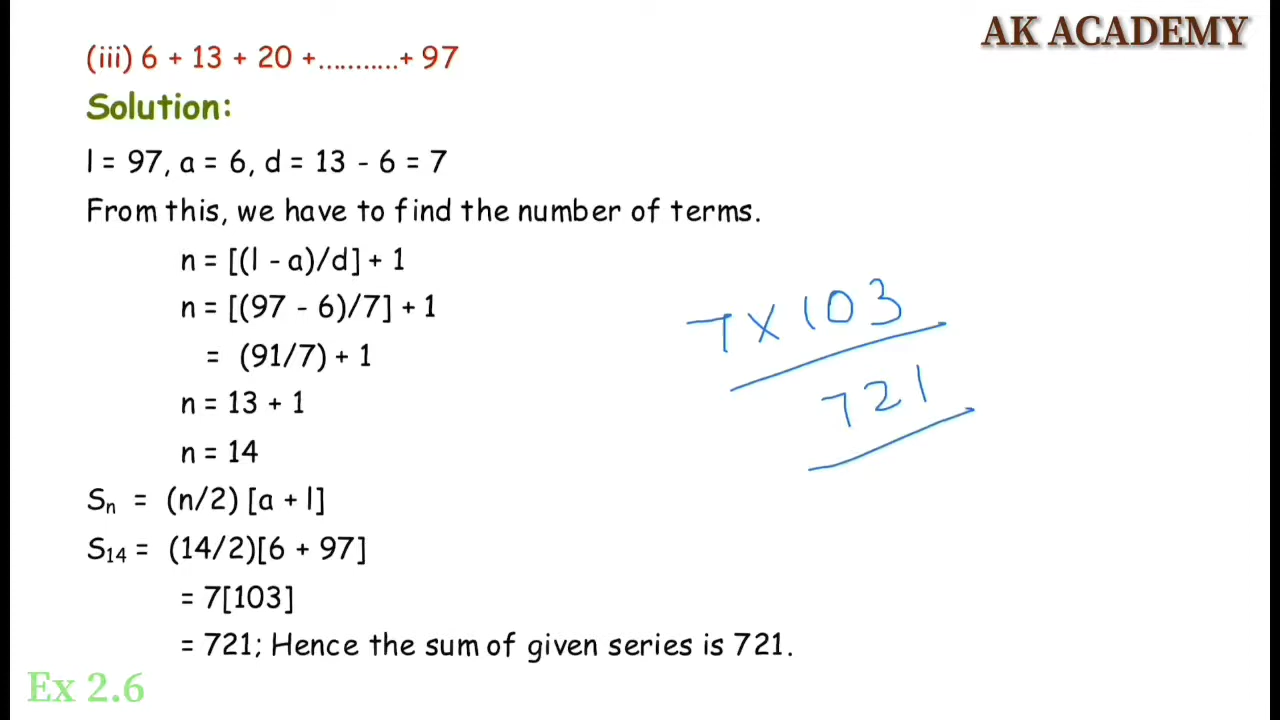 AK ACADEMY
(iii) 6 + 13 + 20 +...........+ 97
Solution:
l = 97, a = 6, d = 13 - 6 = 7
From this, we have to find the number of terms.
n = [(l - a)/d] + 1
n = [(97 - 6)/7] + 1
= (91/7) + 1
n = 13 + 1
n = 14
Sn = (n/2) [a + l]
S14 = (14/2)[6 + 97]
= 7[103]
= 721; Hence the sum of given series is 721.
7 x 103
721
Ex 2.6